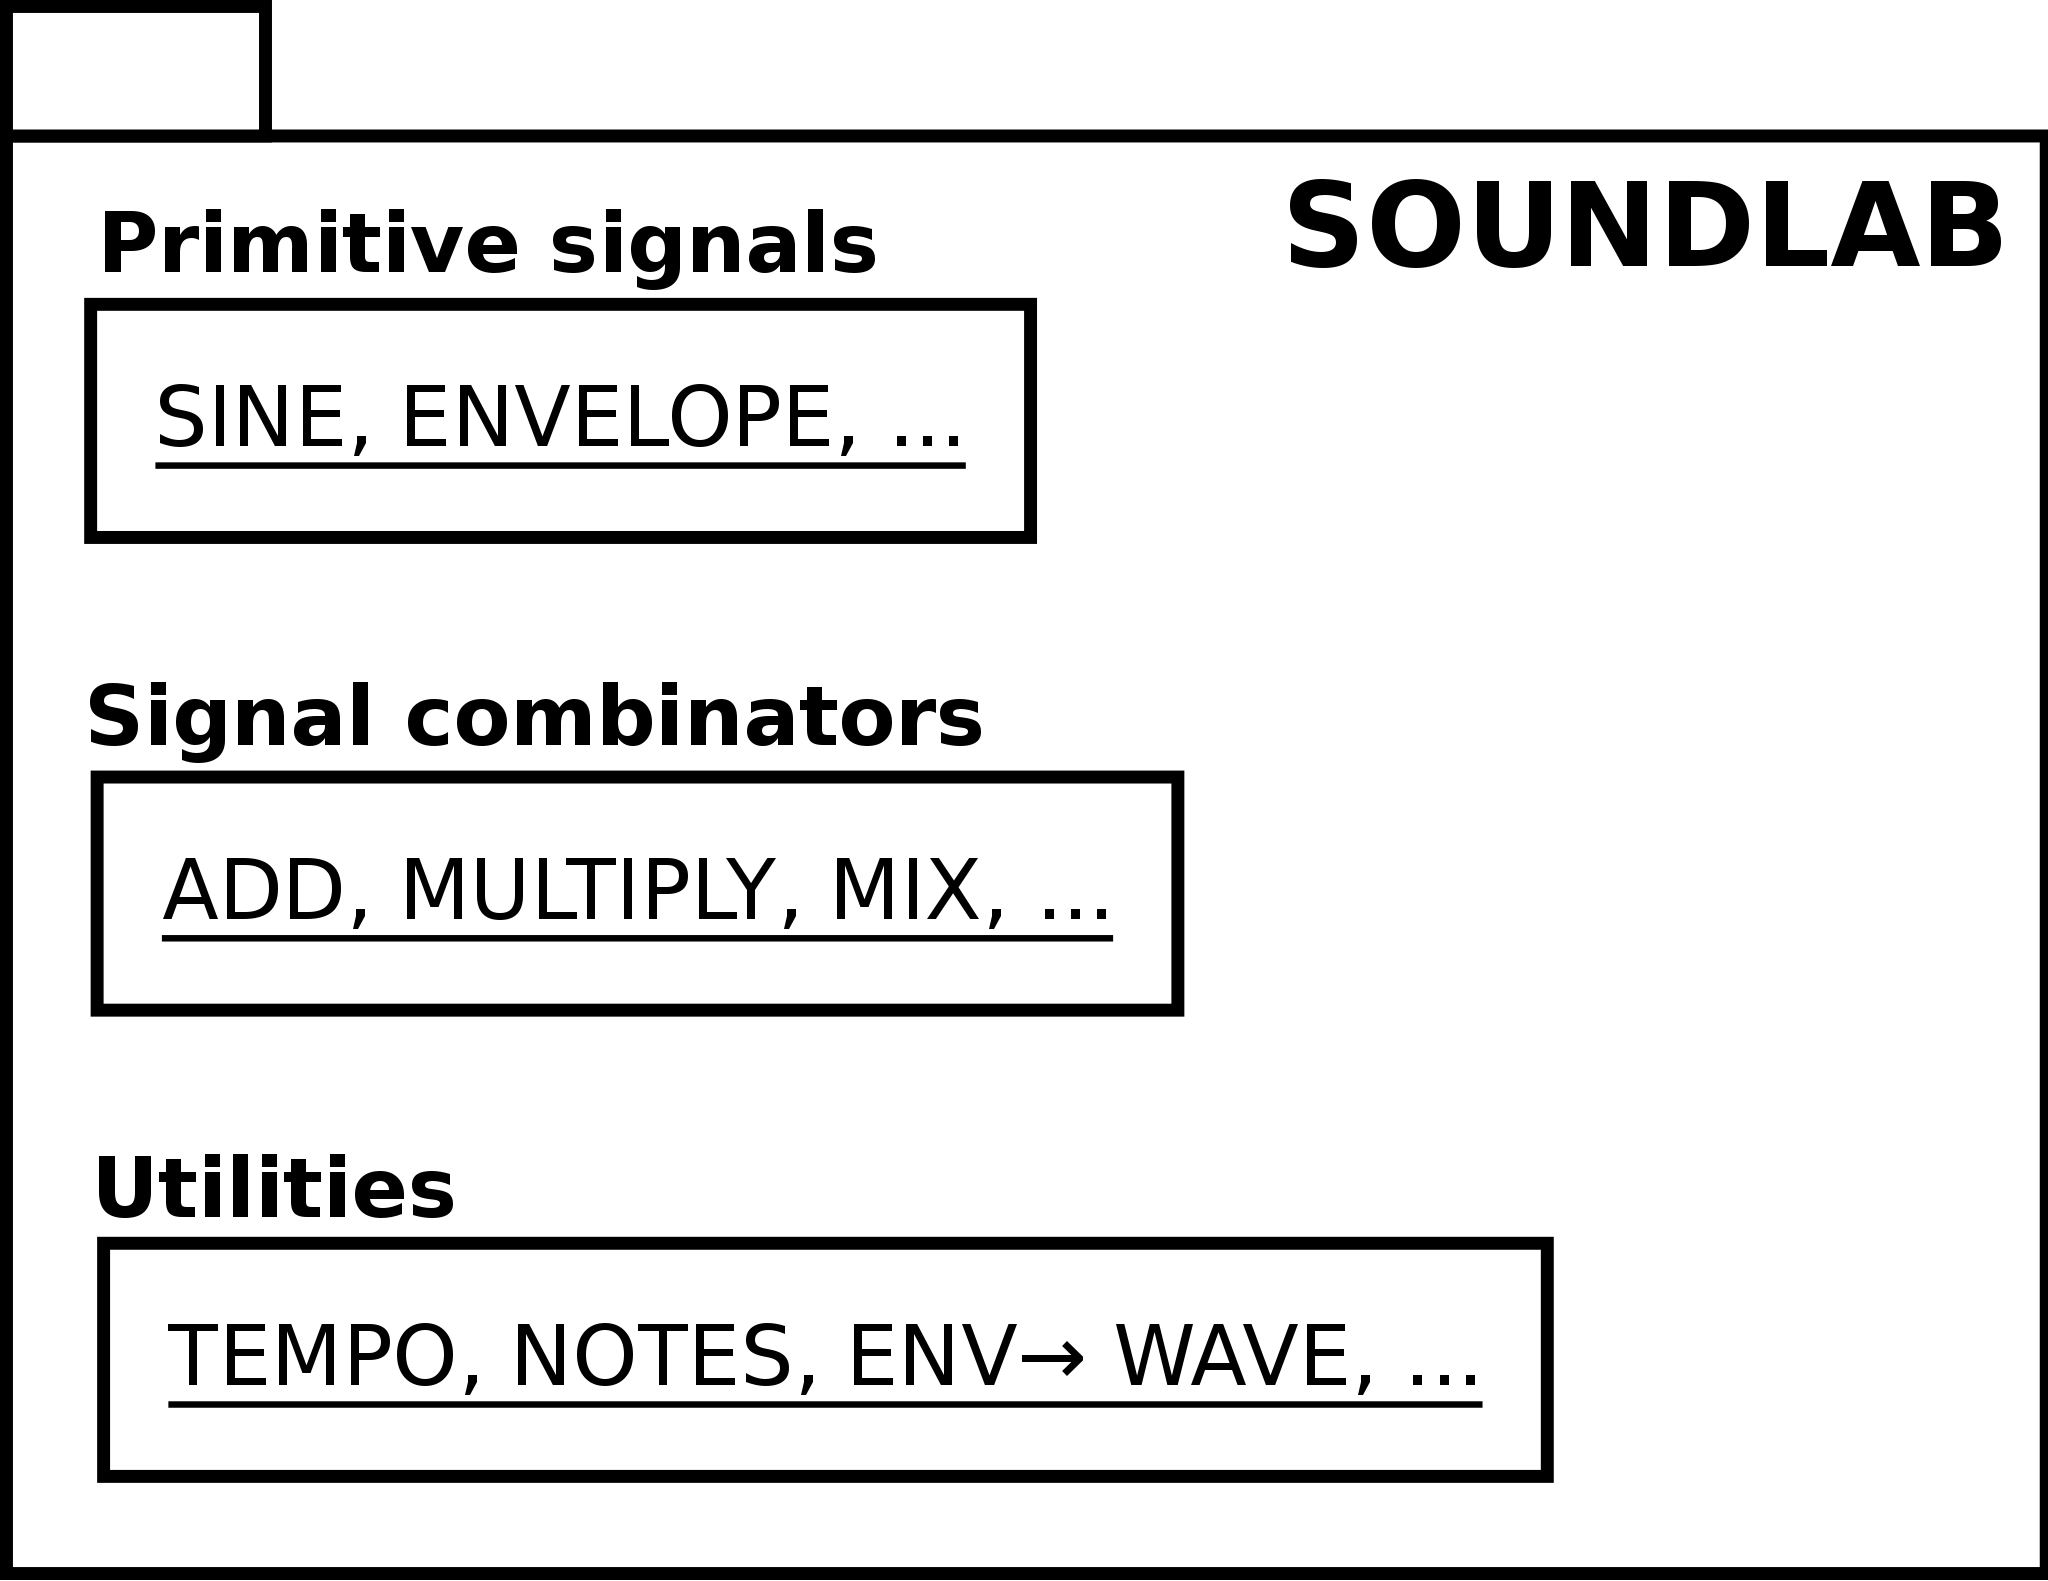 SOUNDLAB
Primitive signals
SINE, ENVELOPE, ...
Signal combinators
ADD, MULTIPLY, MIX, ...
Utilities
TEMPO, NOTES, ENV→ WAVE, ...